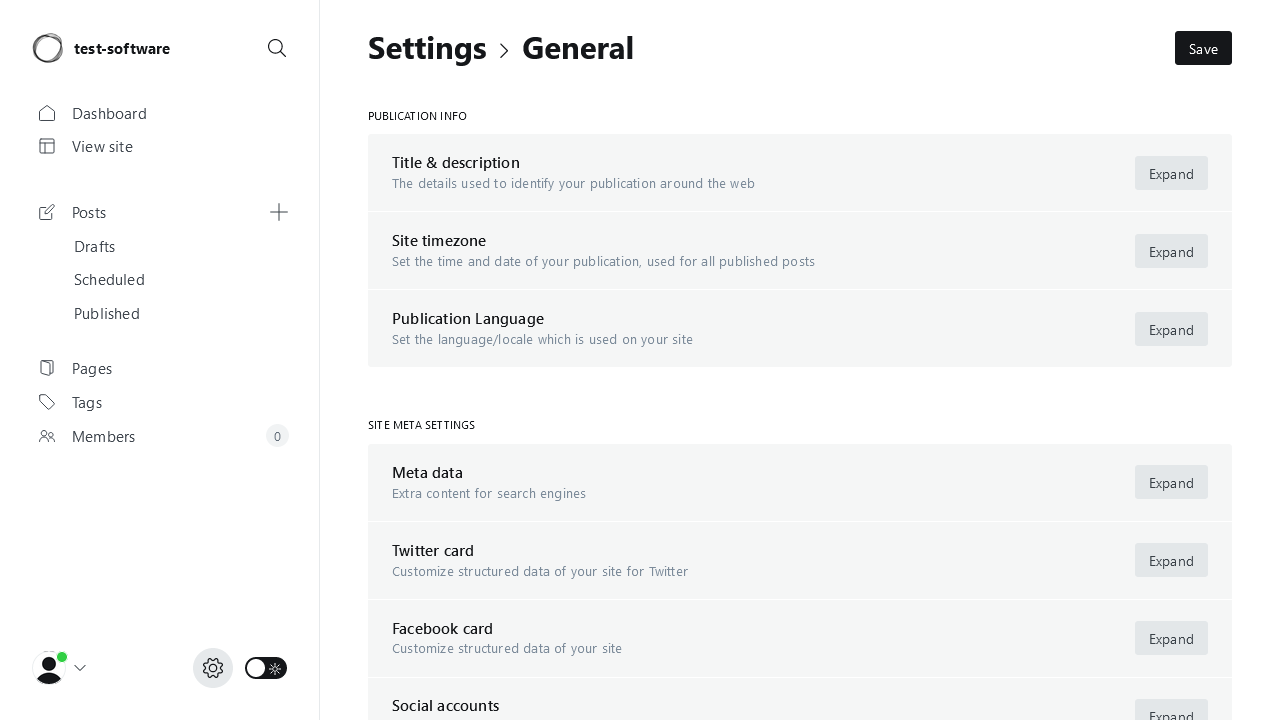 test-software
Dashboard
View site
Posts
Drafts
Scheduled
Published
Pages
Tags
Members
0
Settings
General
Save
PUBLICATION INFO
Title & description
The details used to identify your publication around the web
Expand
Site timezone
Set the time and date of your publication, used for all published posts
Expand
Publication Language
Set the language/locale which is used on your site
Expand
SITE META SETTINGS
Meta data
Extra content for search engines
Expand
Twitter card
Customize structured data of your site for Twitter
Expand
Facebook card
Customize structured data of your site
Expand
Social accounts
Expand